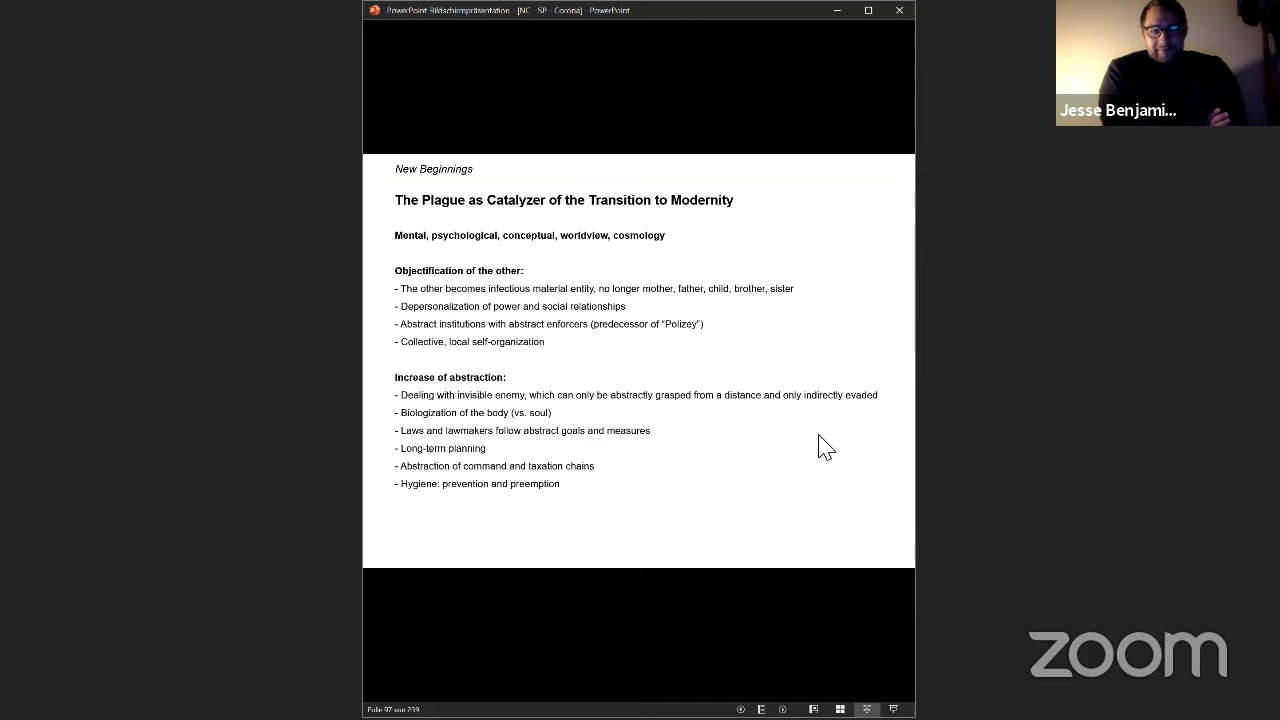 PowerPoint-Bildschirmpräsentation - [NC - SP - Corona] - PowerPoint
Jesse Benjami...
New Beginnings
The Plague as Catalyzer of the Transition to Modernity
Mental, psychological, conceptual, worldview, cosmology
Objectification of the other:
- The other becomes infectious material entity, no longer mother, father, child, brother, sister
- Depersonalization of power and social relationships
- Abstract institutions with abstract enforcers (predecessor of “Polizey”)
- Collective, local self-organization
Increase of abstraction:
- Dealing with invisible enemy, which can only be abstractly grasped from a distance and only indirectly evaded
- Biologization of the body (vs. soul)
- Laws and lawmakers follow abstract goals and measures
- Long-term planning
- Abstraction of command and taxation chains
- Hygiene: prevention and preemption
zoom
Folie 97 von 239